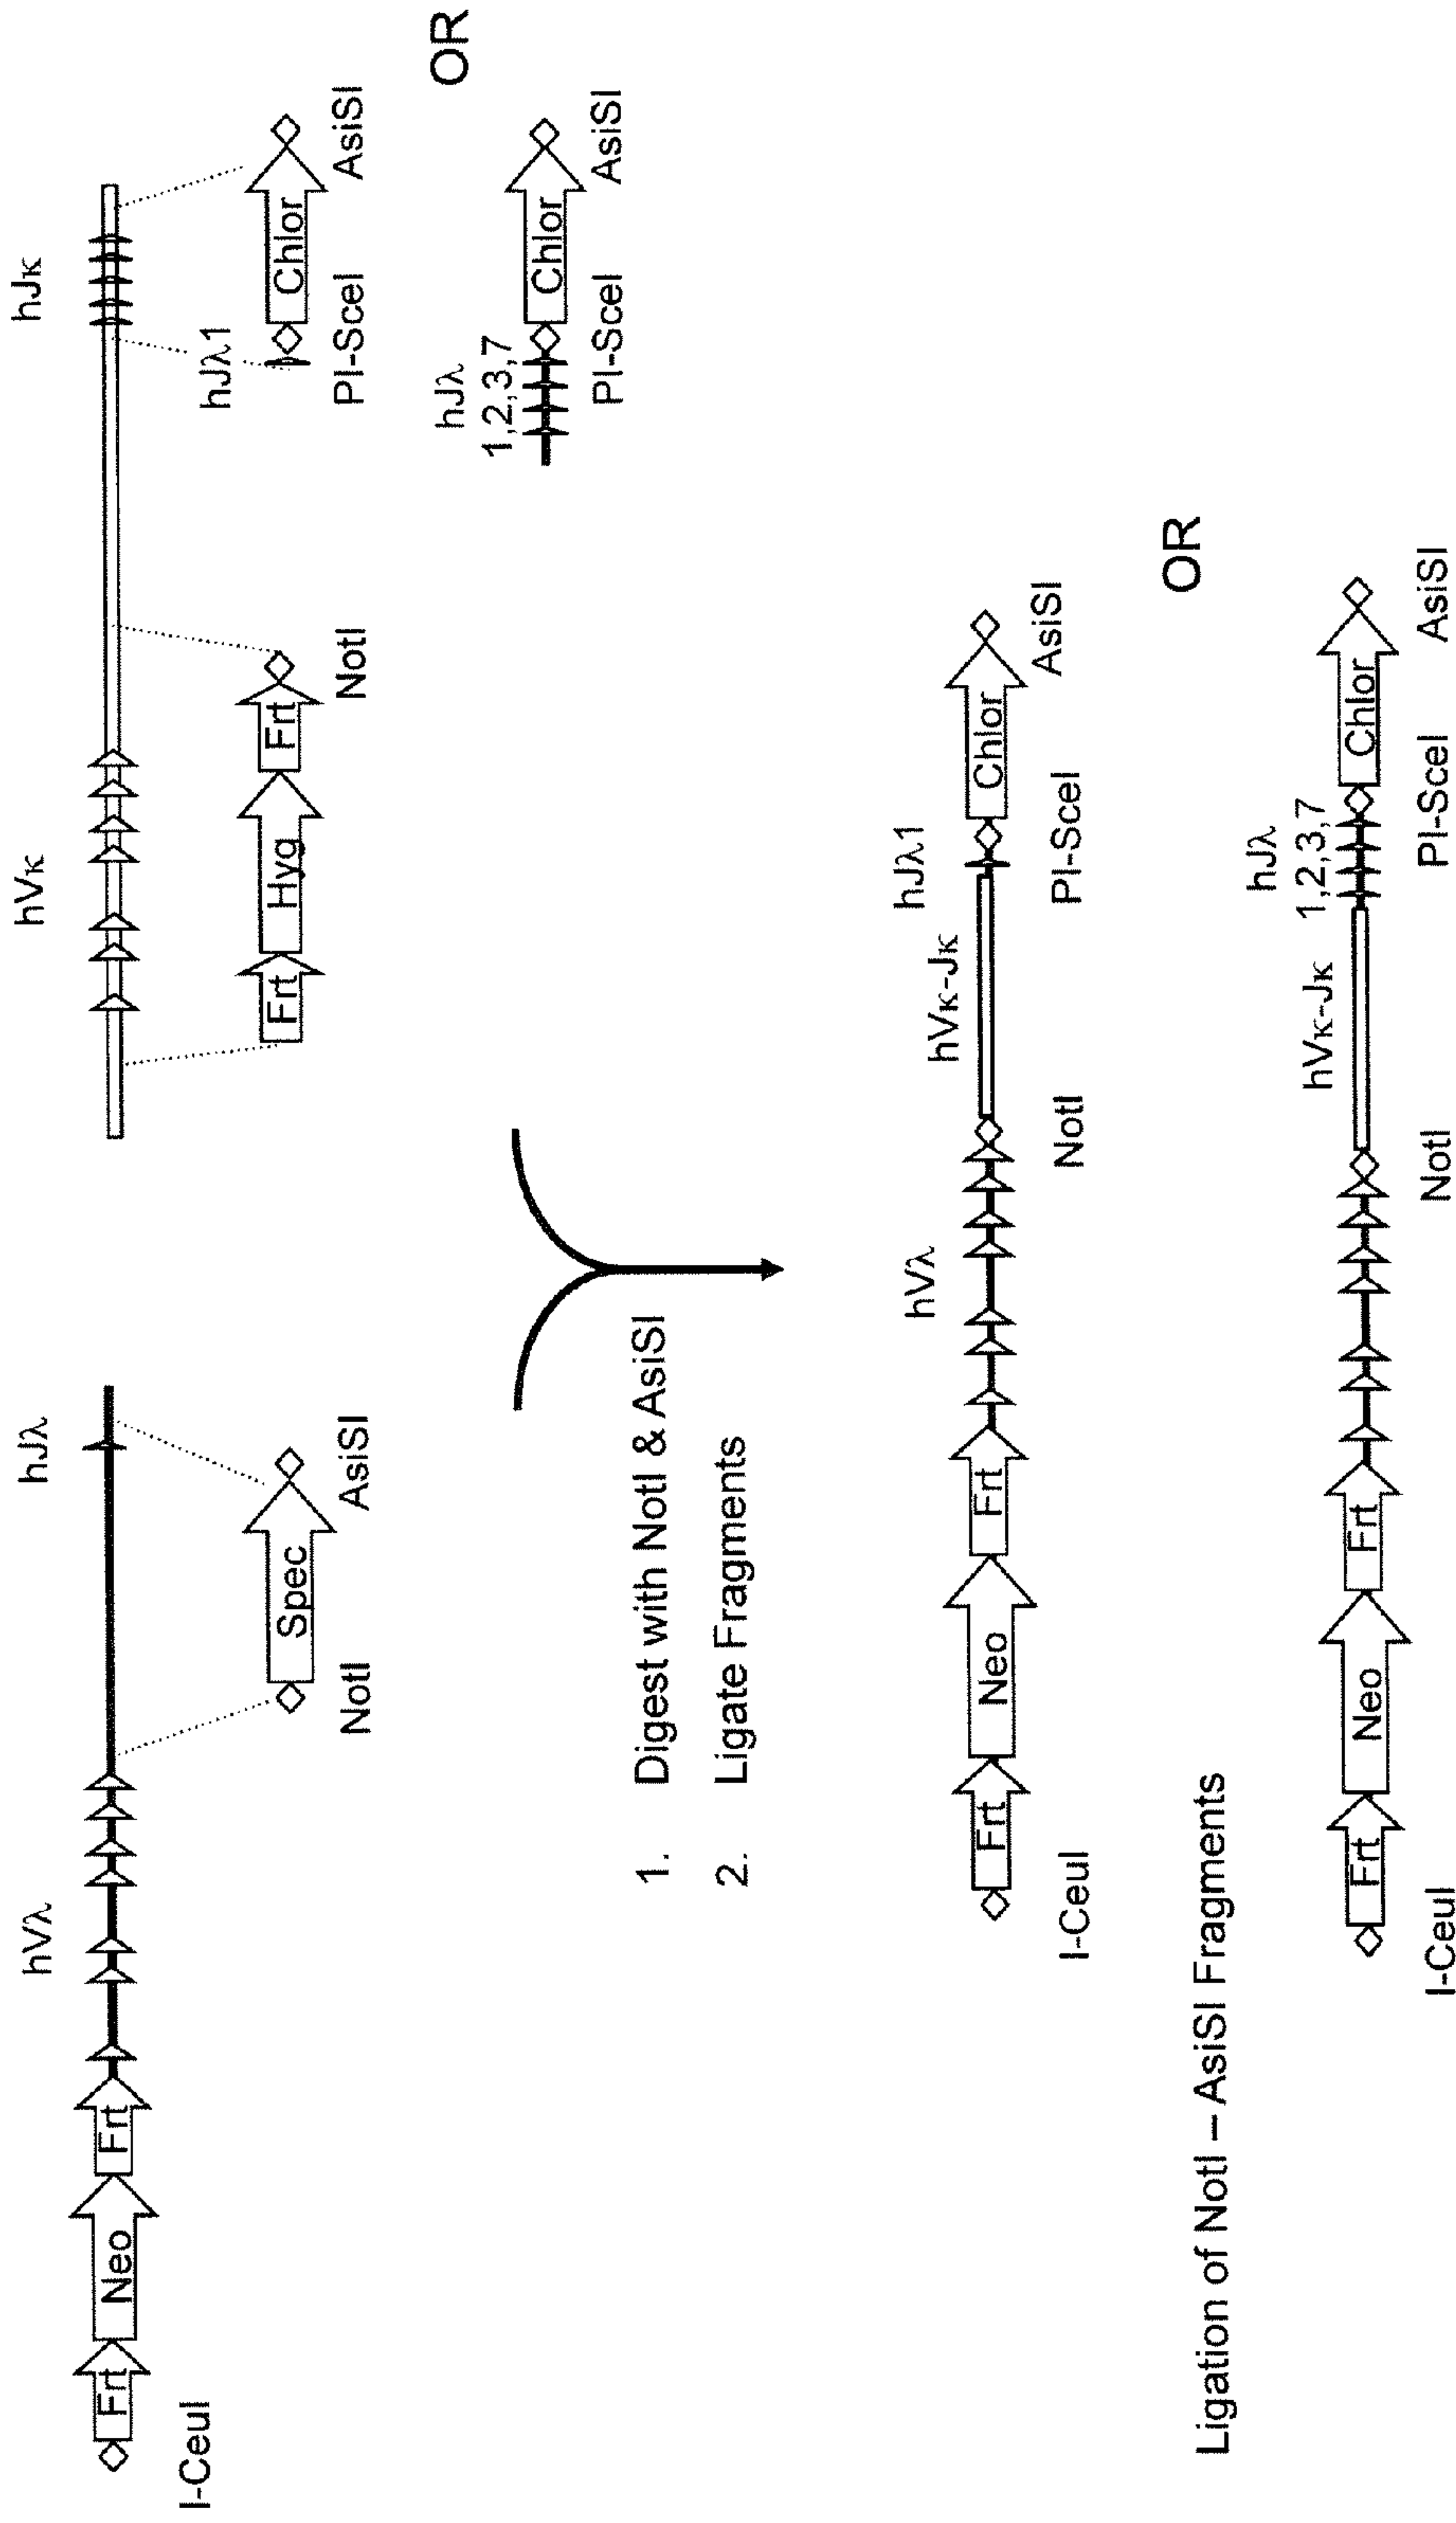 hVλ hJλ hVκ hJκ
Frt Neo Frt
I-CeuI
hJλ1
Spec Frt Hyg Frt Chlor
NotI AsiSI NotI PI-SceI AsiSI
OR
hJλ
1,2,3,7
Chlor
PI-SceI AsiSI
1. Digest with NotI & AsiSI
2. Ligate Fragments
hVλ hVκ-Jκ hJλ1
Frt Neo Frt Chlor
I-CeuI NotI PI-SceI AsiSI
Ligation of NotI – AsiSI Fragments
OR
hJλ
hVκ-Jκ 1,2,3,7
Frt Neo Frt Chlor
I-CeuI NotI PI-SceI AsiSI